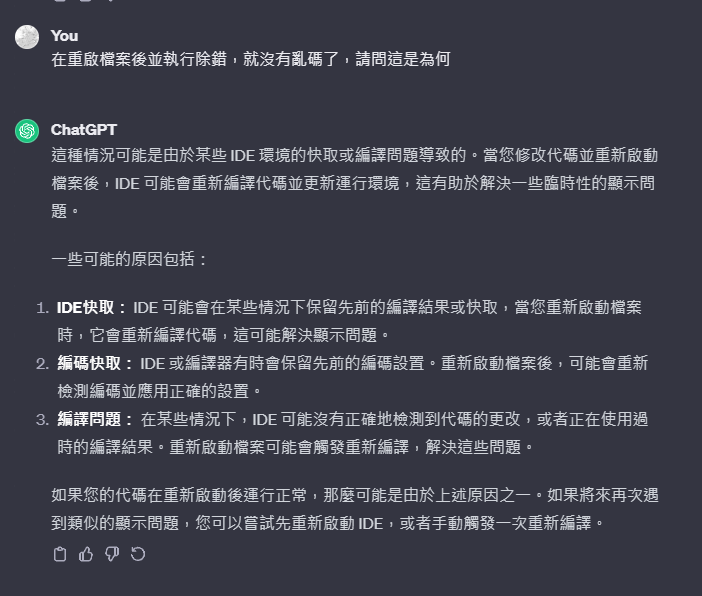 You
在重啟檔案後並執行除錯，就沒有亂碼了，請問這是為何
ChatGPT
這種情況可能是由於某些 IDE 環境的快取或編譯問題導致的。當您修改代碼並重新啟動
檔案後，IDE 可能會重新編譯代碼並更新運行環境，這有助於解決一些臨時性的顯示問
題。
一些可能的原因包括：
1. IDE快取： IDE 可能會在某些情況下保留先前的編譯結果或快取，當您重新啟動檔案
時，它會重新編譯代碼，這可能解決顯示問題。
2. 編碼快取： IDE 或編譯器有時會保留先前的編碼設置。重新啟動檔案後，可能會重新
檢測編碼並應用正確的設置。
3. 編譯問題： 在某些情況下，IDE 可能沒有正確地檢測到代碼的更改，或者正在使用過
時的編譯結果。重新啟動檔案可能會觸發重新編譯，解決這些問題。
如果您的代碼在重新啟動後運行正常，那麼可能是由於上述原因之一。如果將來再次遇
到類似的顯示問題，您可以嘗試先重新啟動 IDE，或者手動觸發一次重新編譯。